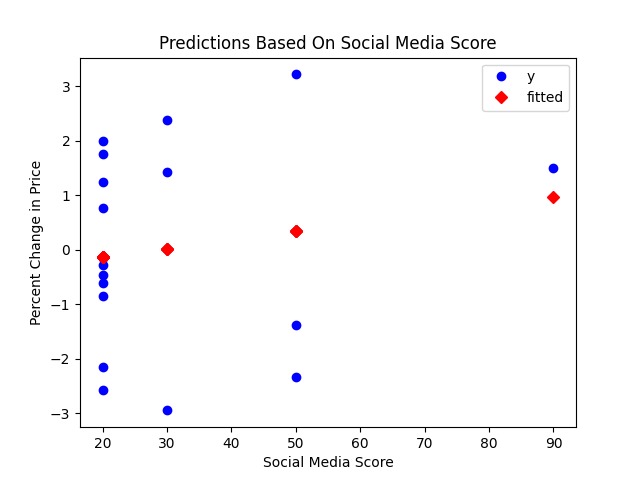 Predictions Based On Social Media Score
y
fitted
Percent Change in Price
3
2
1
0
−1
−2
−3
20 30 40 50 60 70 80 90
Social Media Score